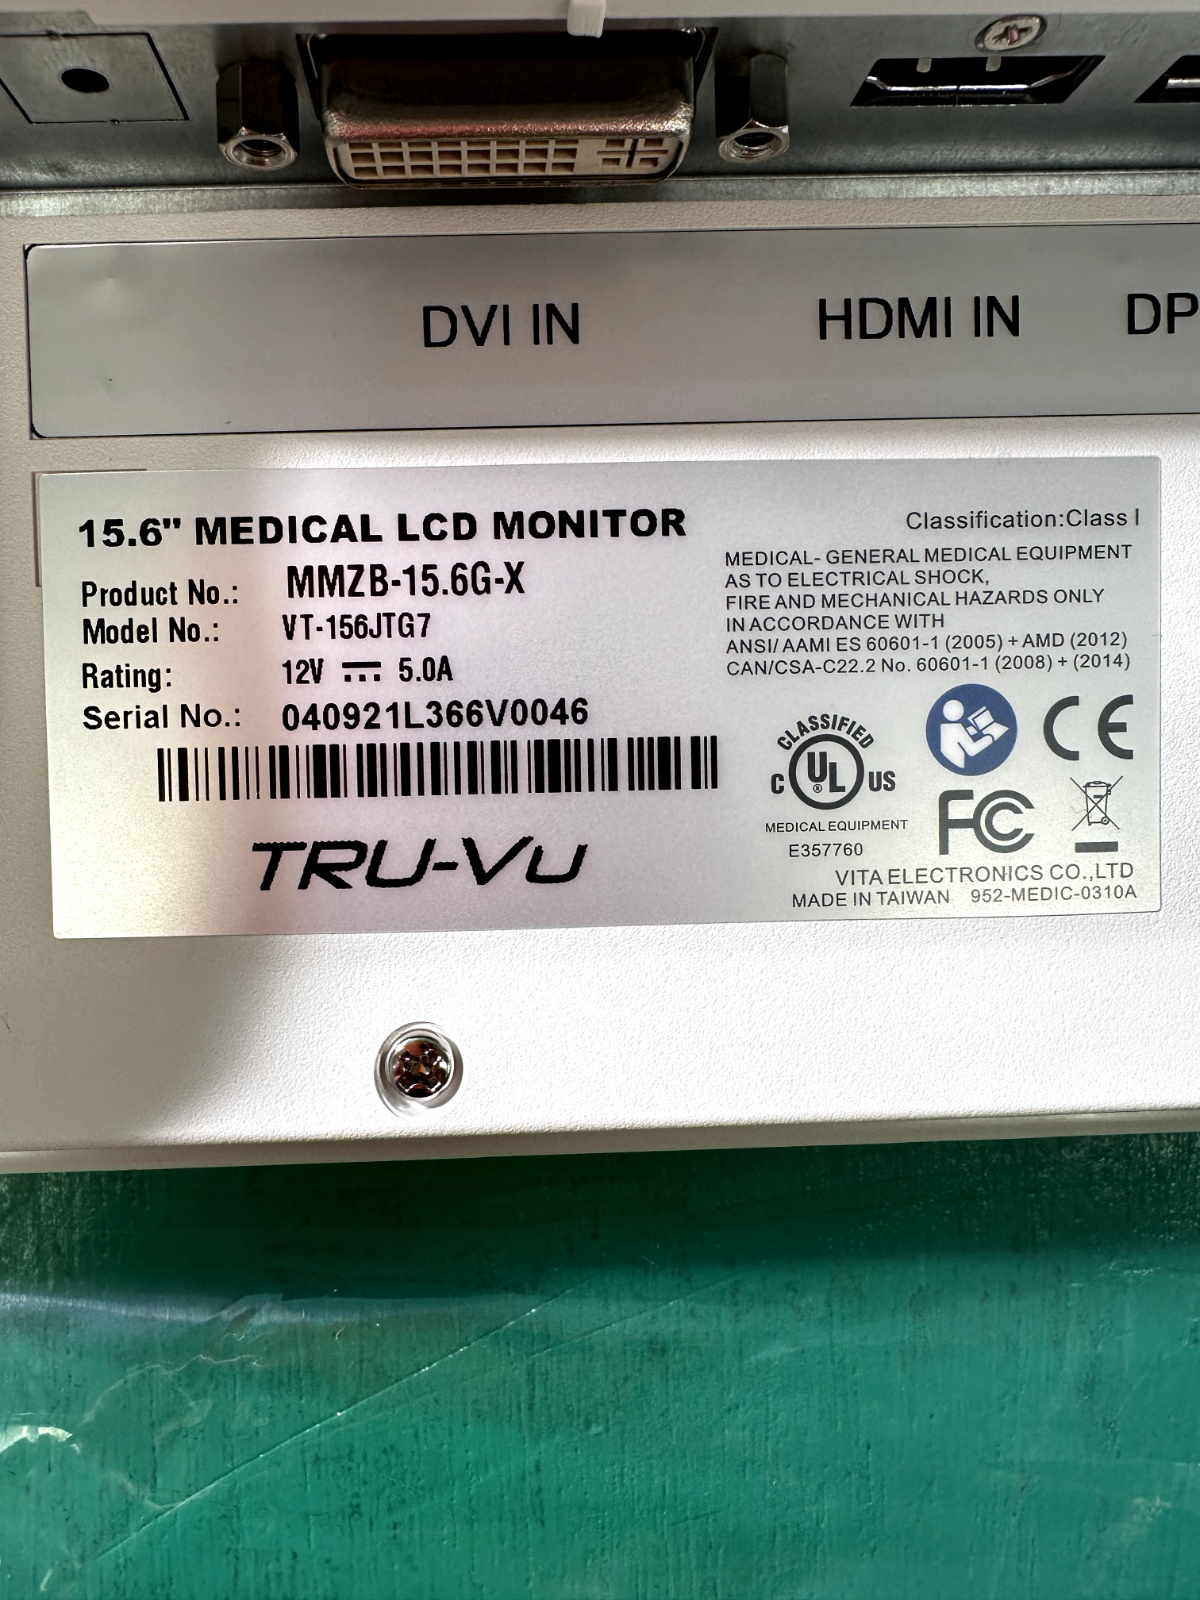 DVI IN HDMI IN DP
15.6" MEDICAL LCD MONITOR
Product No.: MMZB-15.6G-X
Model No.: VT-156JTG7
Rating: 12V ⎓ 5.0A
Serial No.: 040921L366V0046
TRU-Vu
Classification:Class I
MEDICAL- GENERAL MEDICAL EQUIPMENT
AS TO ELECTRICAL SHOCK,
FIRE AND MECHANICAL HAZARDS ONLY
IN ACCORDANCE WITH
ANSI/ AAMI ES 60601-1 (2005) + AMD (2012)
CAN/CSA-C22.2 No. 60601-1 (2008) + (2014)
CLASSIFIED
C UL ® US
CE
FC
MEDICAL EQUIPMENT
E357760
VITA ELECTRONICS CO.,LTD
MADE IN TAIWAN 952-MEDIC-0310A